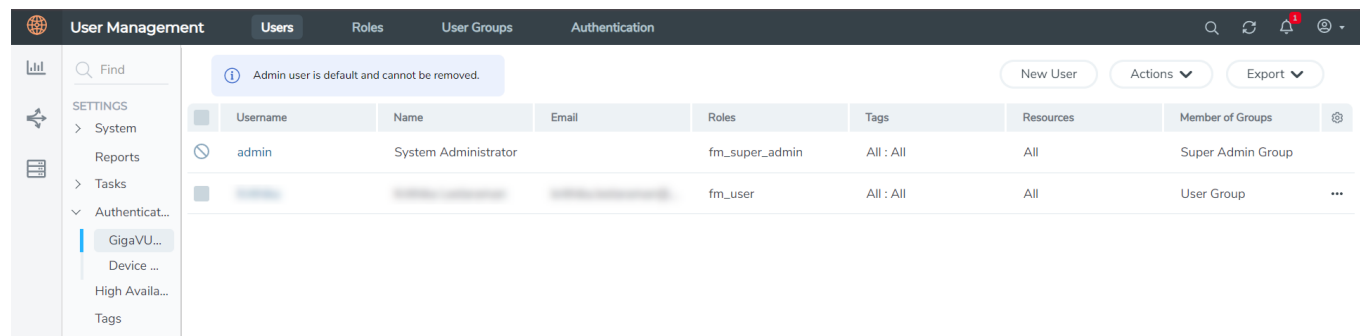 User Management Users Roles User Groups Authentication 1
Find
Admin user is default and cannot be removed. New User Actions Export
SETTINGS
System
Reports
Tasks
Authenticat...
GigaVU...
Device ...
High Availa...
Tags
Username Name Email Roles Tags Resources Member of Groups
admin System Administrator fm_super_admin All : All All Super Admin Group
fm_user All : All All User Group